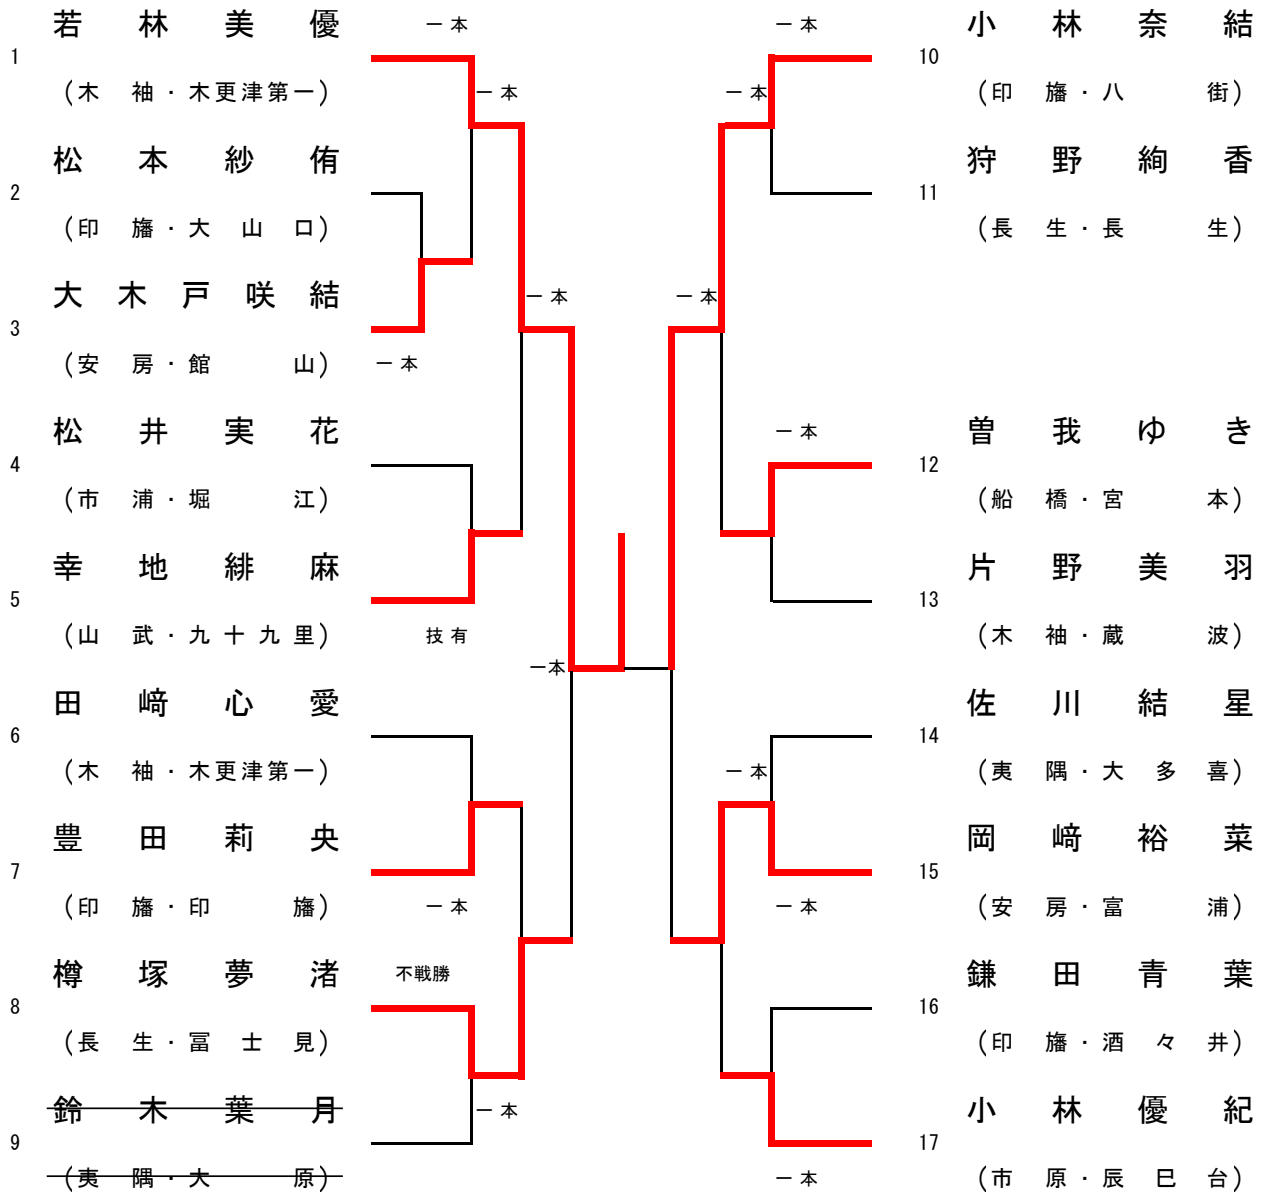 若林美優
一本
1
(木袖・木更津第一)
一本
松本紗侑
2
(印旛・大山口)
大木戸咲結
一本
3
(安房・館山)
一本
松井実花
4
(市浦・堀江)
幸地緋麻
5
(山武・九十九里)
技有
一本
田﨑心愛
6
(木袖・木更津第一)
豊田莉央
7
(印旛・印旛)
一本
樽塚夢渚
不戦勝
8
(長生・冨士見)
鈴木葉月
一本
9
(夷隅・大原)
一本
小林奈結
10
一本
(印旛・八街)
狩野絢香
11
(長生・長生)
一本
一本
曽我ゆき
12
(船橋・宮本)
片野美羽
13
(木袖・蔵波)
佐川結星
14
一本
(夷隅・大多喜)
岡﨑裕菜
15
一本
(安房・富浦)
鎌田青葉
16
(印旛・酒々井)
小林優紀
17
一本
(市原・辰巳台)